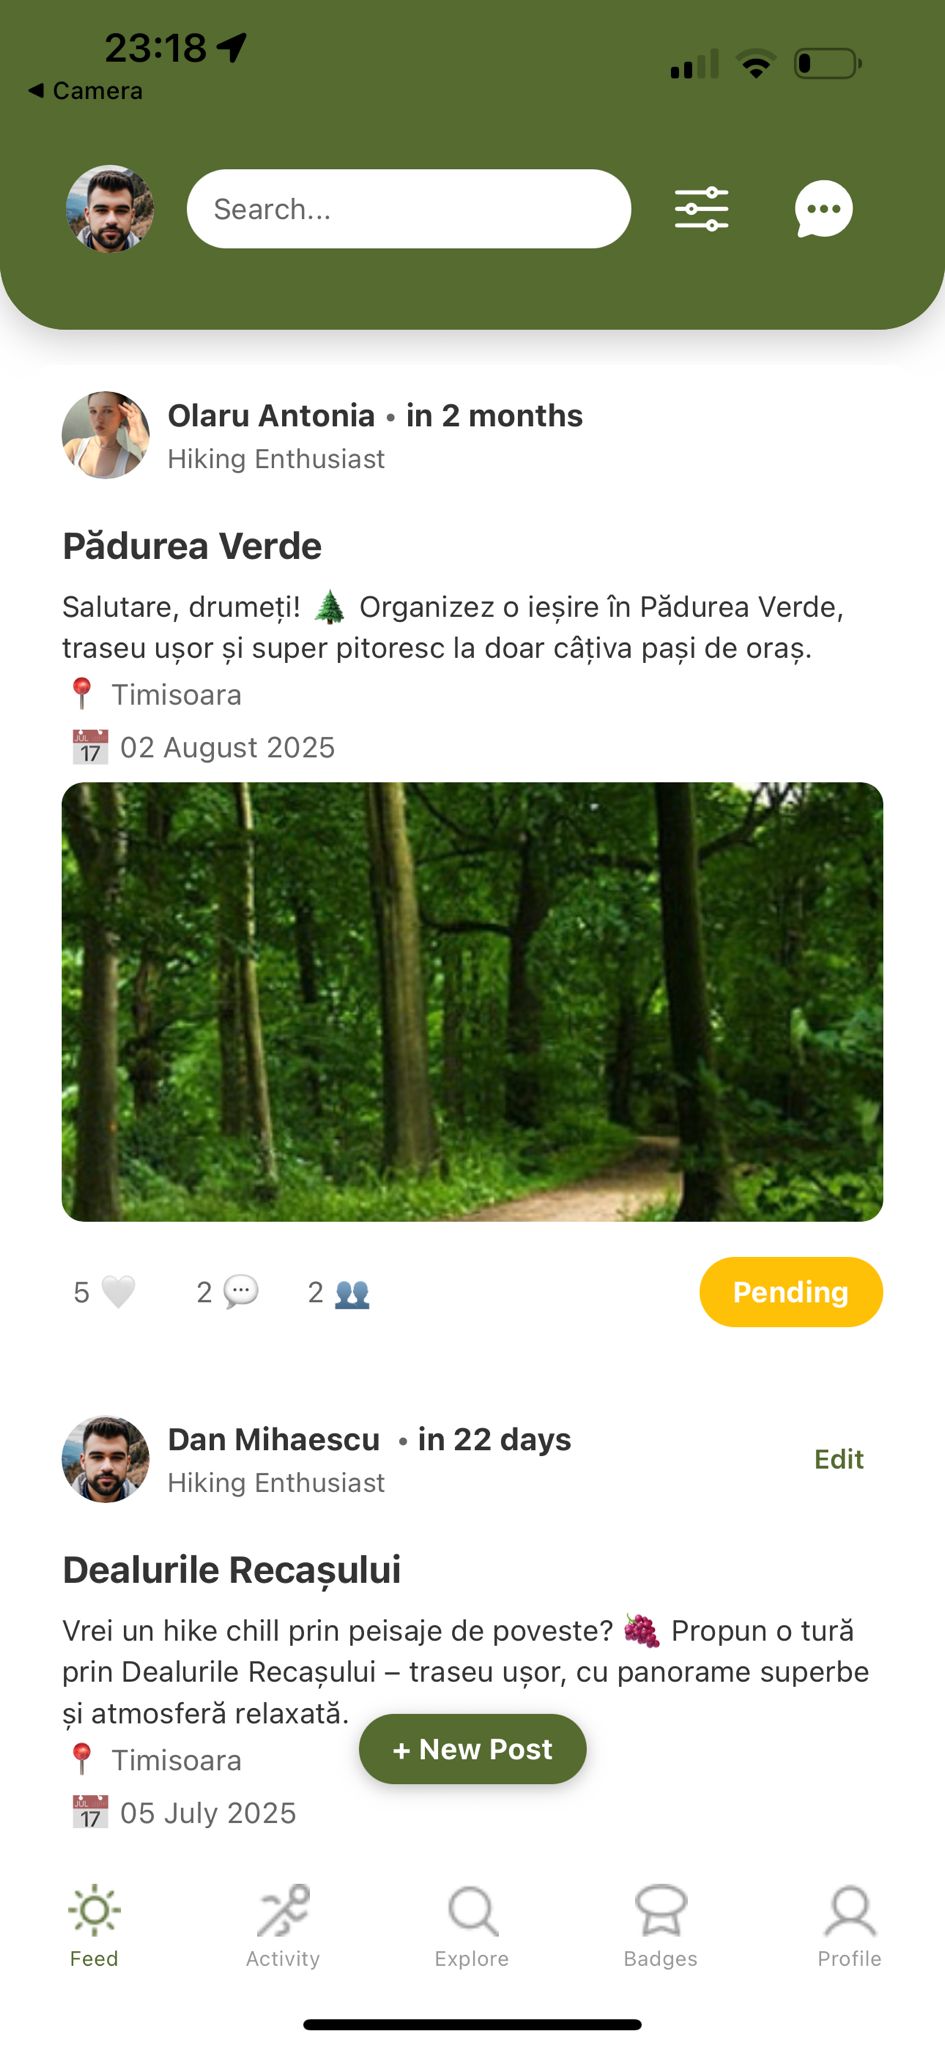 23:18
◀ Camera
Search...
Olaru Antonia • in 2 months
Hiking Enthusiast
Pădurea Verde
Salutare, drumeți! 🌲 Organizez o ieșire în Pădurea Verde,
traseu ușor și super pitoresc la doar câțiva pași de oraș.
📍 Timisoara
📅 02 August 2025
5 🤍 2 💬 2 👥
Pending
Dan Mihaescu • in 22 days
Hiking Enthusiast
Edit
Dealurile Recașului
Vrei un hike chill prin peisaje de poveste? 🍇 Propun o tură
prin Dealurile Recașului – traseu ușor, cu panorame superbe
și atmosferă relaxată.
+ New Post
📍 Timisoara
📅 05 July 2025
Feed
Activity
Explore
Badges
Profile